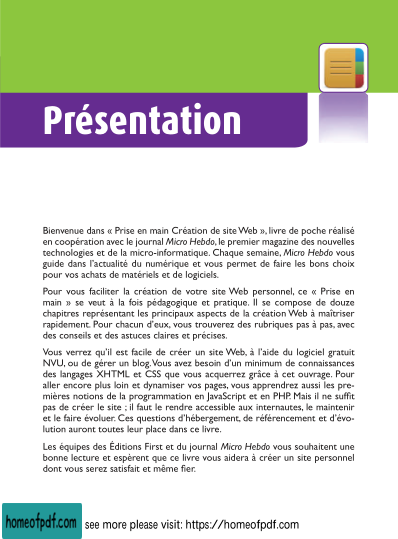 Présentation
Bienvenue dans « Prise en main Création de site Web », livre de poche réalisé
en coopération avec le journal Micro Hebdo, le premier magazine des nouvelles
technologies et de la micro-informatique. Chaque semaine, Micro Hebdo vous
guide dans l'actualité du numérique et vous permet de faire les bons choix
pour vos achats de matériels et de logiciels.
Pour vous faciliter la création de votre site Web personnel, ce « Prise en
main » se veut à la fois pédagogique et pratique. Il se compose de douze
chapitres représentant les principaux aspects de la création Web à maîtriser
rapidement. Pour chacun d'eux, vous trouverez des rubriques pas à pas, avec
des conseils et des astuces claires et précises.
Vous verrez qu'il est facile de créer un site Web, à l'aide du logiciel gratuit
NVU, ou de gérer un blog. Vous avez besoin d'un minimum de connaissances
des langages XHTML et CSS que vous acquerrez grâce à cet ouvrage. Pour
aller encore plus loin et dynamiser vos pages, vous apprendrez aussi les pre-
mières notions de la programmation en JavaScript et en PHP. Mais il ne suffit
pas de créer le site ; il faut le rendre accessible aux internautes, le maintenir
et le faire évoluer. Ces questions d'hébergement, de référencement et d'évo-
lution auront toutes leur place dans ce livre.
Les équipes des Éditions First et du journal Micro Hebdo vous souhaitent une
bonne lecture et espèrent que ce livre vous aidera à créer un site personnel
dont vous serez satisfait et même fier.
homeofpdf.com see more please visit: https://homeofpdf.com